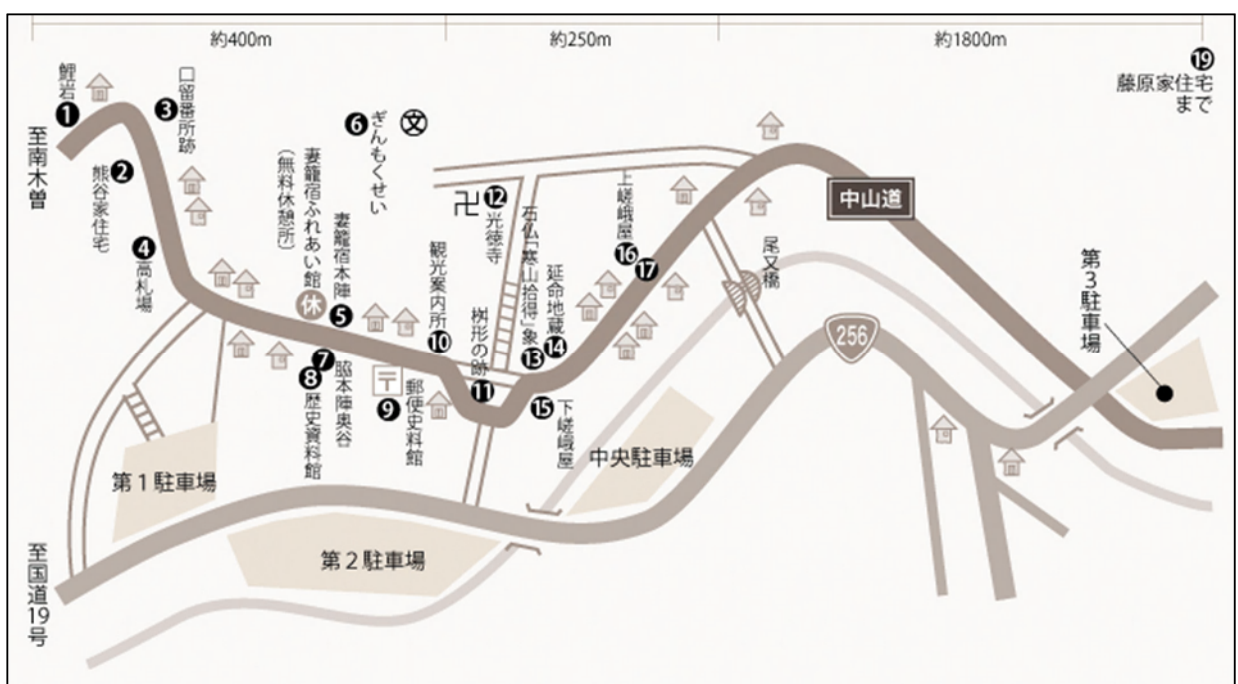 約400m
約250m
約1800m
⓳
藤原家住宅
まで
鯉岩
❶
至南木曽
❷
熊谷家住宅
❸
口留番所跡
❹
高札場
妻籠宿ふれあい館
(無料休憩所)
休
妻籠宿本陣
❺
❻
ぎんもくせい
文
❼
脇本陣奥谷
❽
歴史資料館
〒
❾
郵便史料館
観光案内所
❿
桝形の跡
⓫
卍
⓬
光徳寺
石仏「寒山拾得」象
⓭
延命地蔵
⓮
⓯
下嵯峨屋
上嵯峨屋
⓰
⓱
尾又橋
中山道
256
第3駐車場
中央駐車場
第1駐車場
第2駐車場
至国道19号